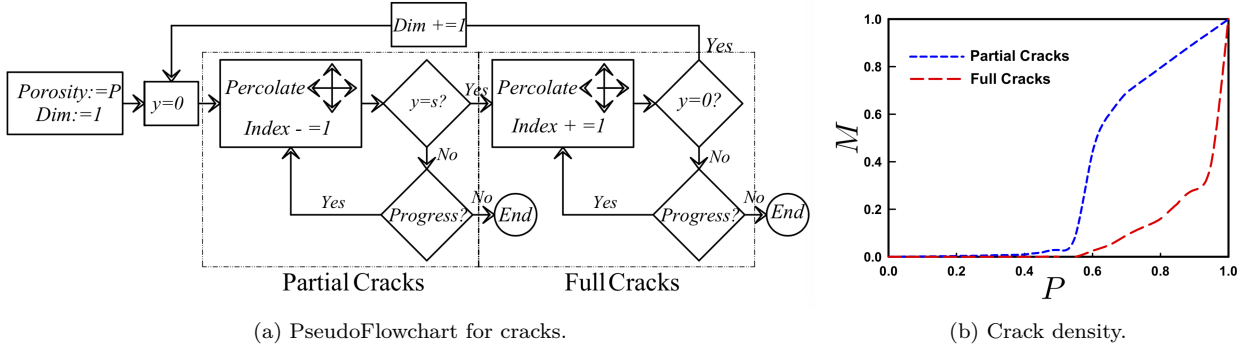 Dim +=1
Yes
Porosity:=P
Dim:=1
y=0
Percolate
Index - =1
y=s?
Yes
Percolate
Index + =1
y=0?
No
No
Yes
Progress?
No
End
Yes
Progress?
No
End
Partial Cracks
Full Cracks
(a) PseudoFlowchart for cracks.
1.0
0.8
0.6
0.4
0.2
0.0
M
Partial Cracks
Full Cracks
0.0 0.2 0.4 0.6 0.8 1.0
P
(b) Crack density.